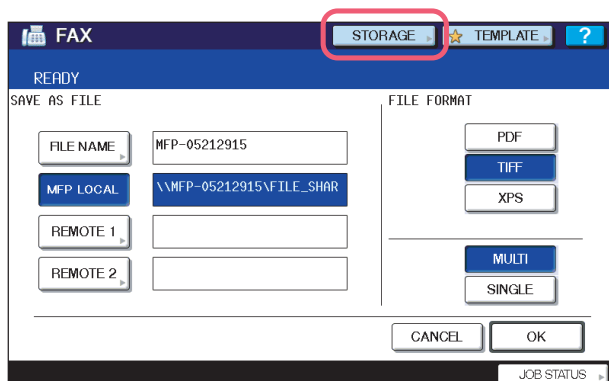 FAX
STORAGE
TEMPLATE
?
READY
SAVE AS FILE
FILE FORMAT
FILE NAME
MFP-05212915
MFP LOCAL
\\MFP-05212915\FILE_SHAR
REMOTE 1
REMOTE 2
PDF
TIFF
XPS
MULTI
SINGLE
CANCEL
OK
JOB STATUS